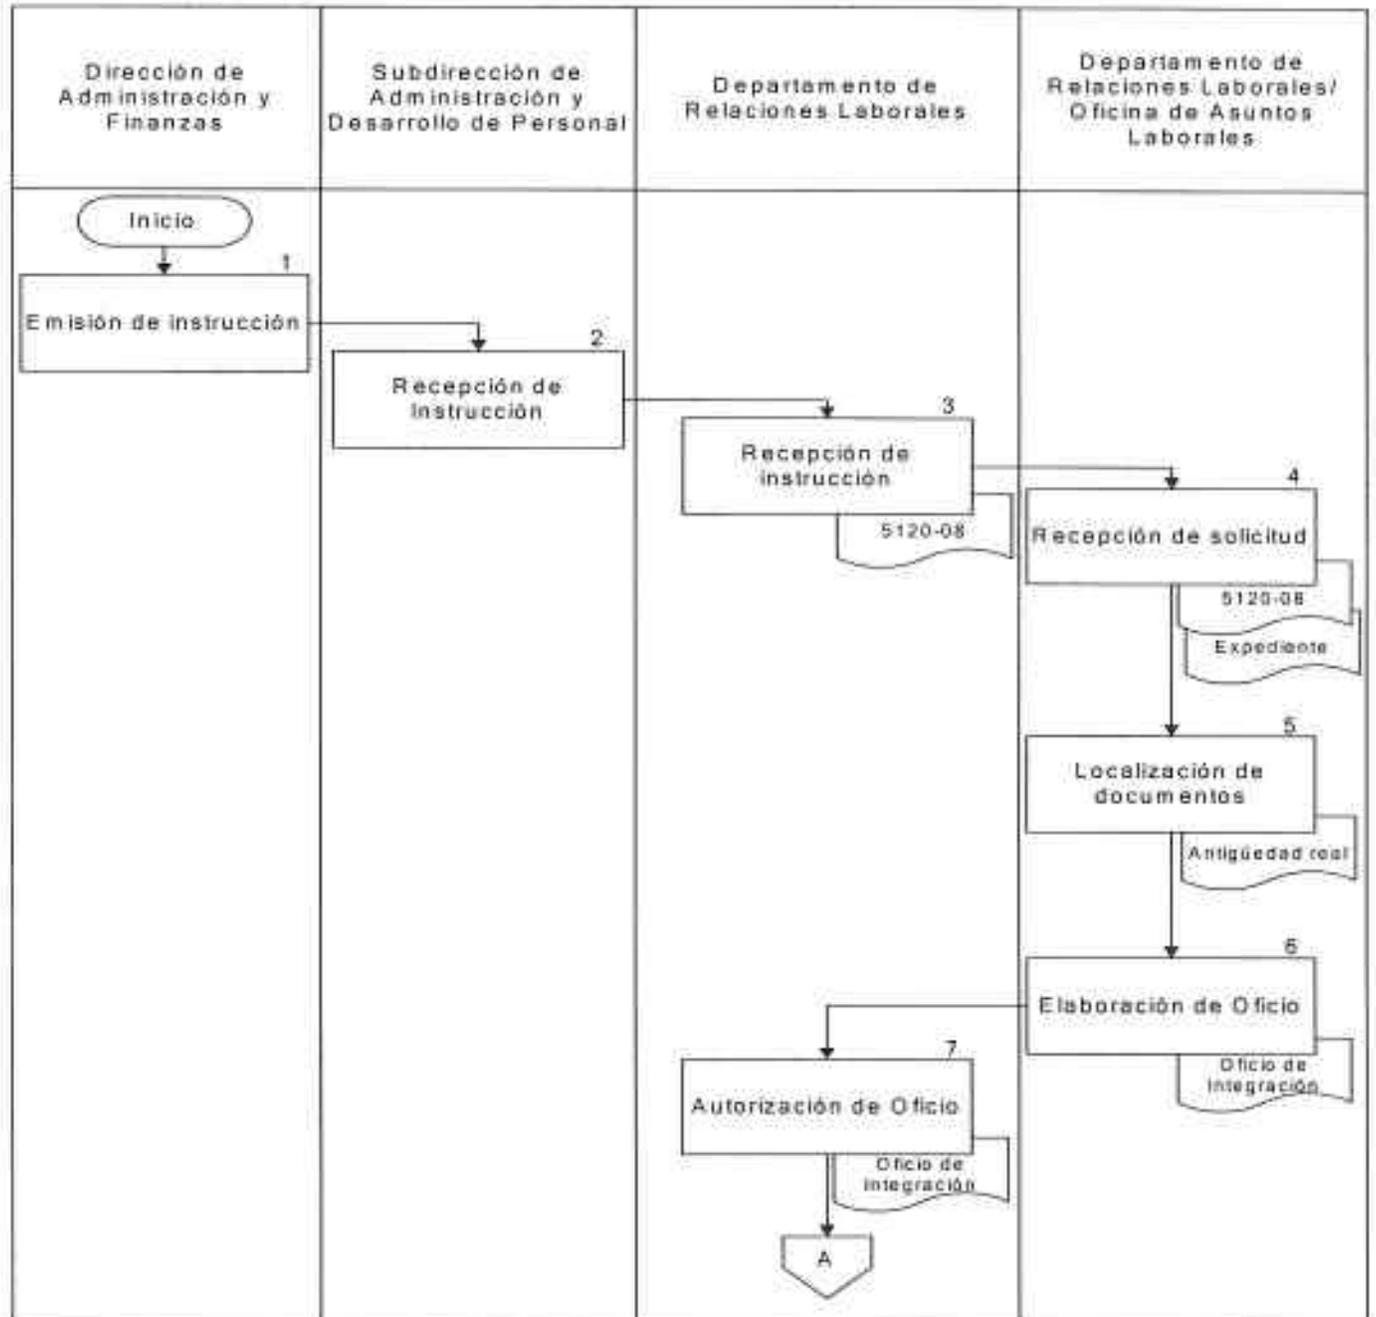 Dirección de
Administración y
Finanzas
Subdirección de
Administración y
Desarrollo de Personal
Departamento de
Relaciones Laborales
Departamento de
Relaciones Laborales/
Oficina de Asuntos
Laborales
Inicio
1
Emisión de instrucción
2
Recepción de
Instrucción
3
Recepción de
instrucción
5120-08
4
Recepción de solicitud
5120-08
Expediente
5
Localización de
documentos
Antigüedad real
6
Elaboración de Oficio
Oficio de
Integración
7
Autorización de Oficio
Oficio de
Integración
A